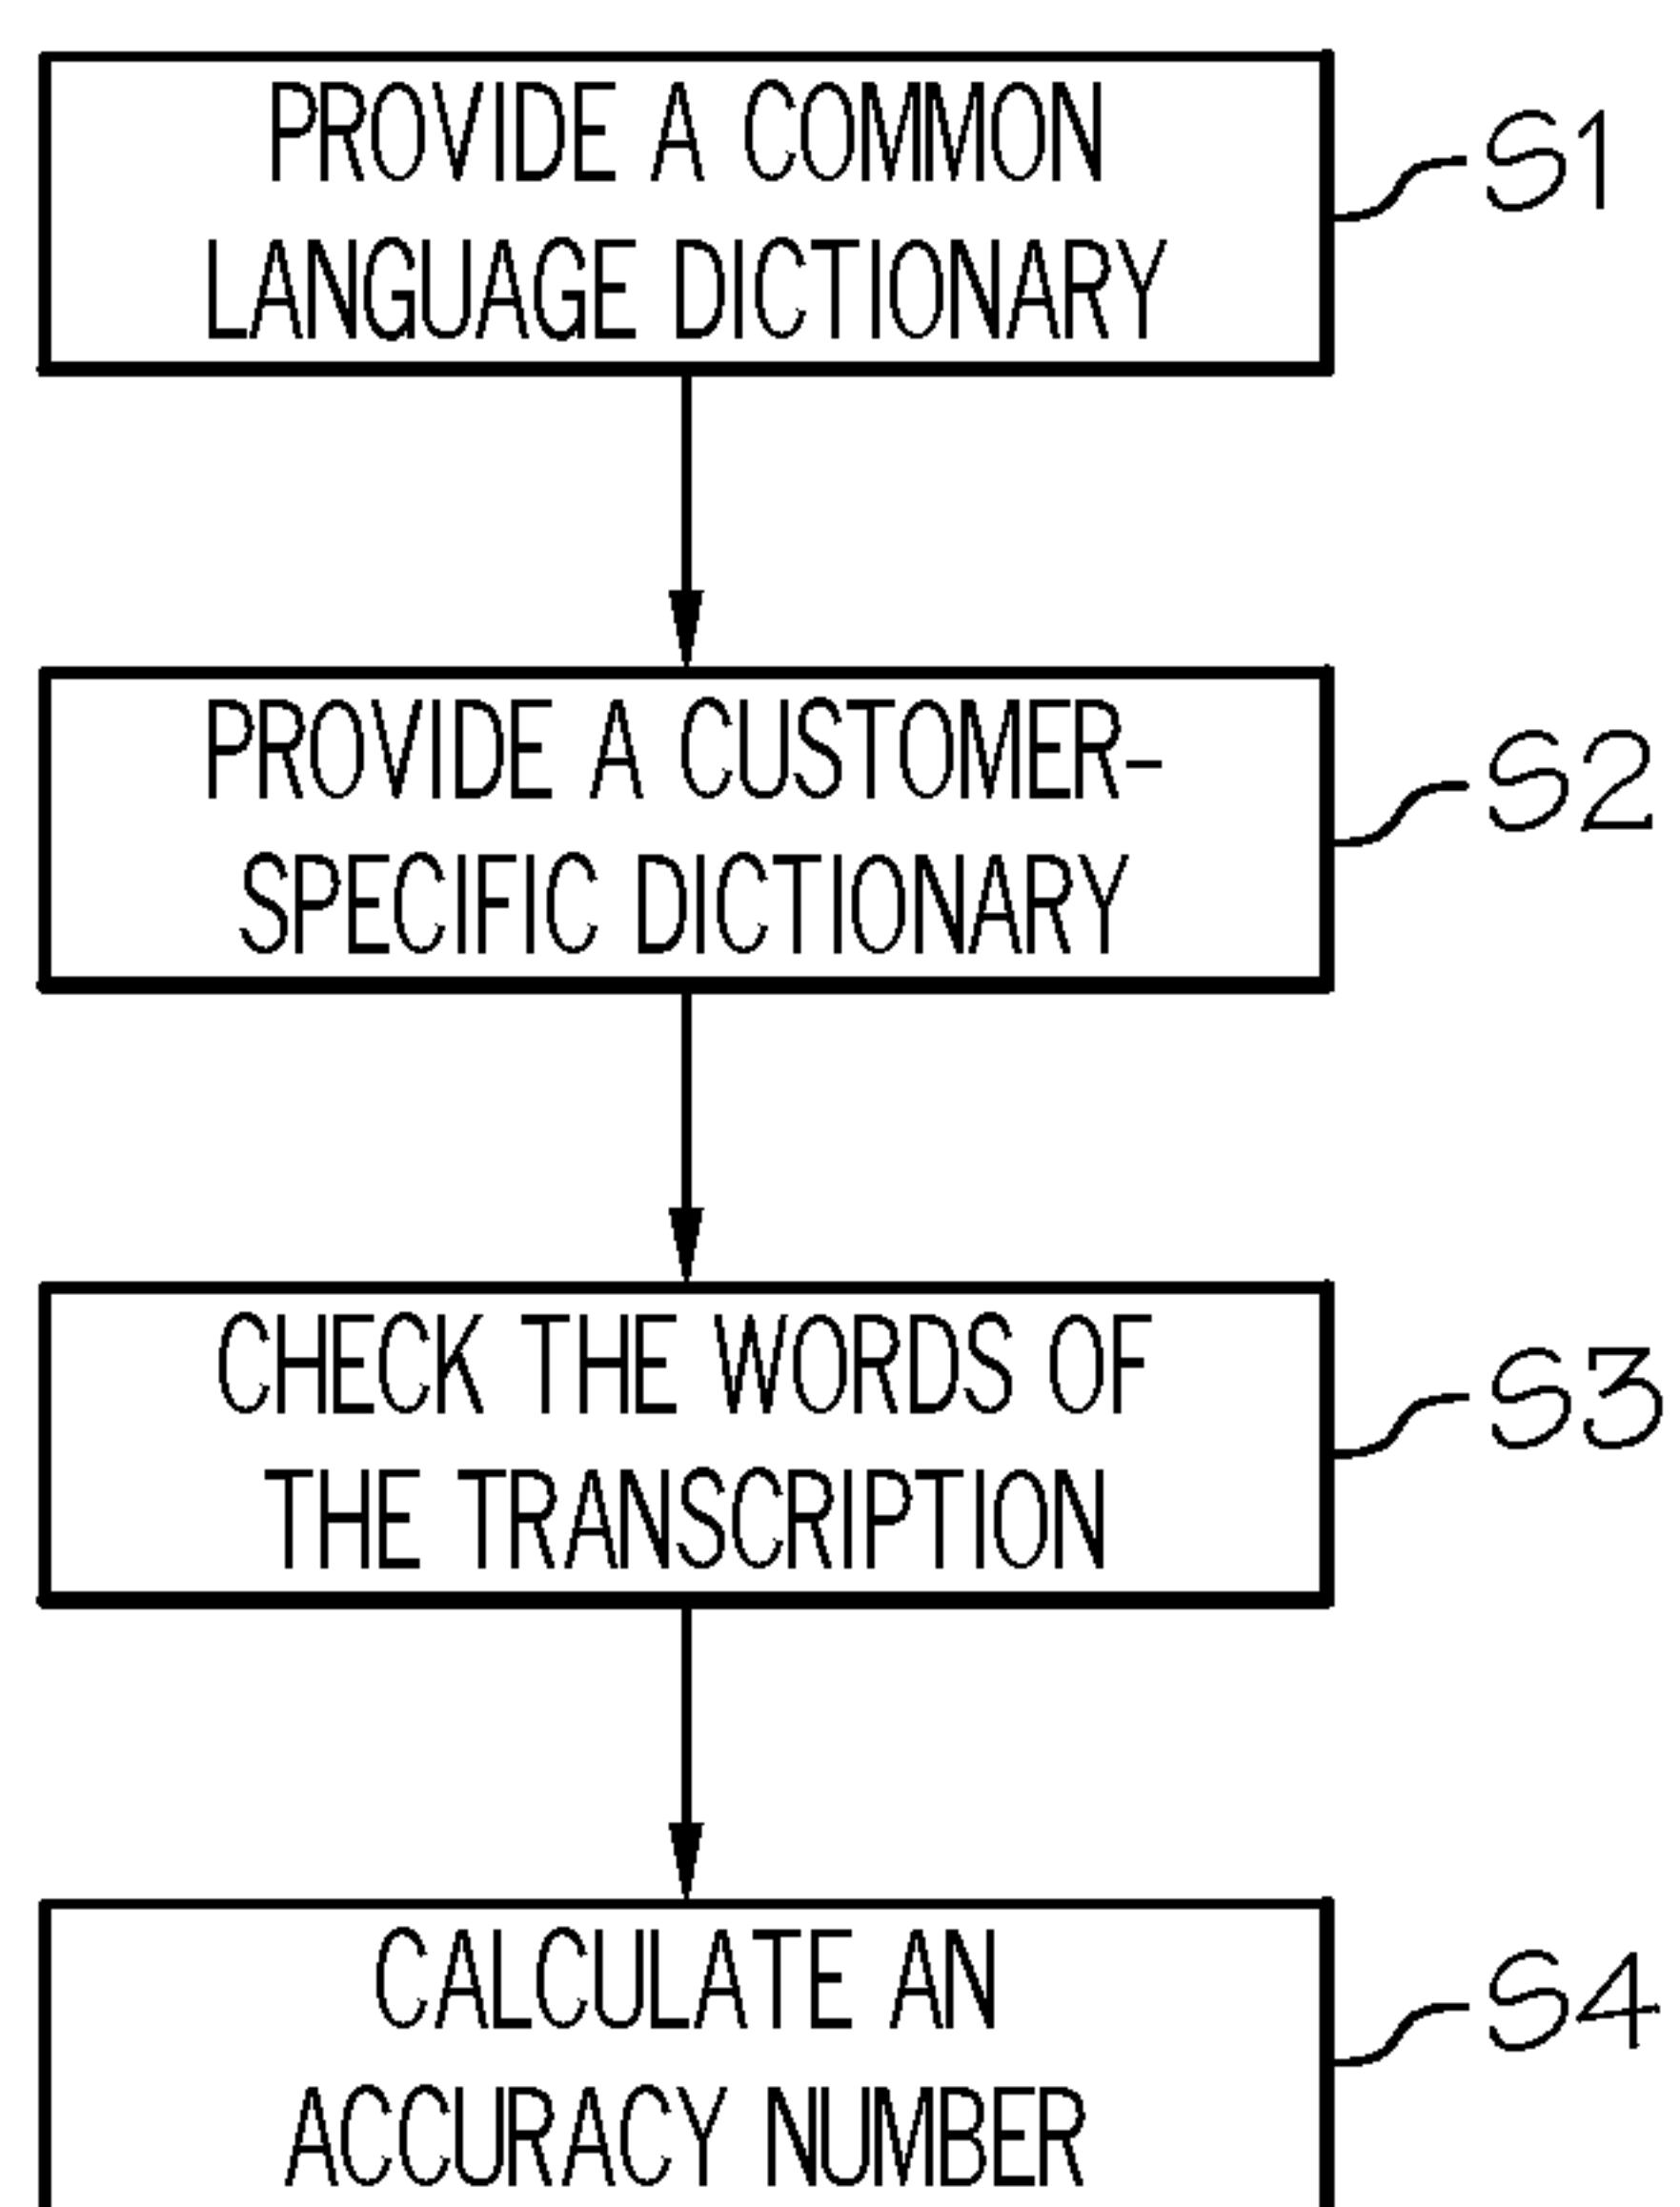 PROVIDE A COMMON
LANGUAGE DICTIONARY
S1
PROVIDE A CUSTOMER-
SPECIFIC DICTIONARY
S2
CHECK THE WORDS OF
THE TRANSCRIPTION
S3
CALCULATE AN
ACCURACY NUMBER
S4